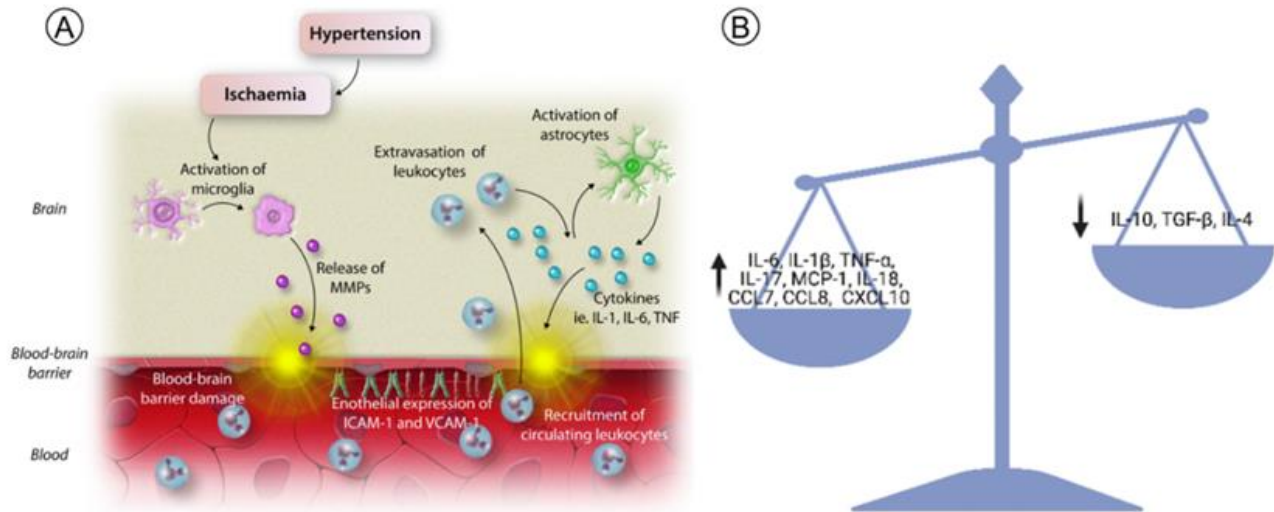 A
Hypertension
Ischaemia
Activation of
microglia
Extravasation of
leukocytes
Activation of
astrocytes
Brain
Release of
MMPs
Cytokines
ie. IL-1, IL-6, TNF
Blood-brain
barrier
Blood-brain
barrier damage
Enothelial expression of
ICAM-1 and VCAM-1
Recruitment of
circulating leukocytes
Blood
B
IL-6, IL-1β, TNF-α,
IL-17, MCP-1, IL-18,
CCL7, CCL8, CXCL10
IL-10, TGF-β, IL-4